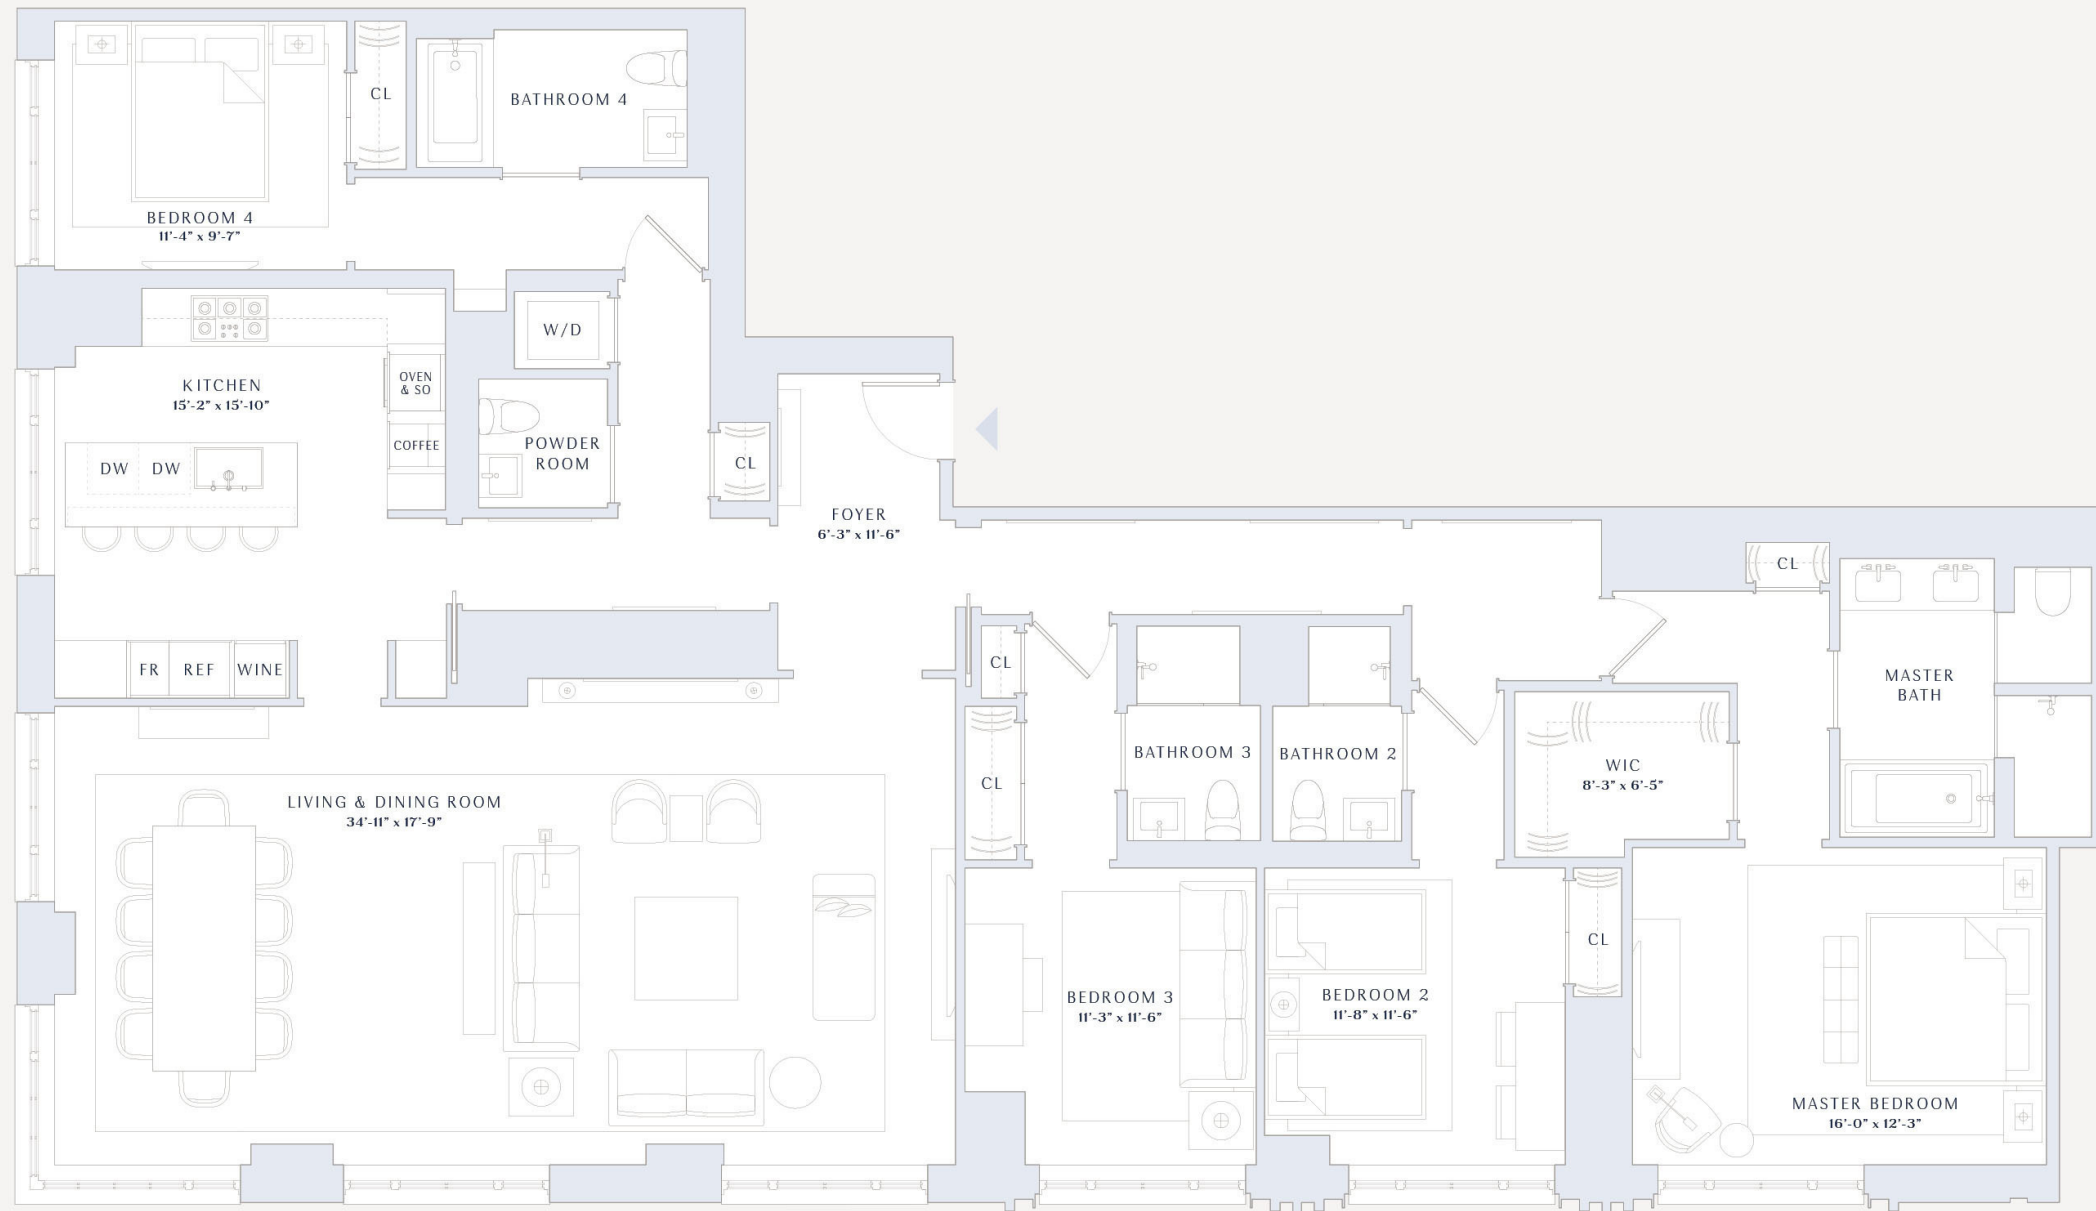 CL
BATHROOM 4
BEDROOM 4
11'-4" x 9'-7"
W/D
KITCHEN
15'-2" x 15'-10"
OVEN
& SO
COFFEE
DW
DW
POWDER
ROOM
CL
FOYER
6'-3" x 11'-6"
CL
FR
REF
WINE
CL
MASTER
BATH
BATHROOM 3
BATHROOM 2
WIC
8'-3" x 6'-5"
CL
LIVING & DINING ROOM
34'-11" x 17'-9"
CL
BEDROOM 3
11'-3" x 11'-6"
BEDROOM 2
11'-8" x 11'-6"
MASTER BEDROOM
16'-0" x 12'-3"